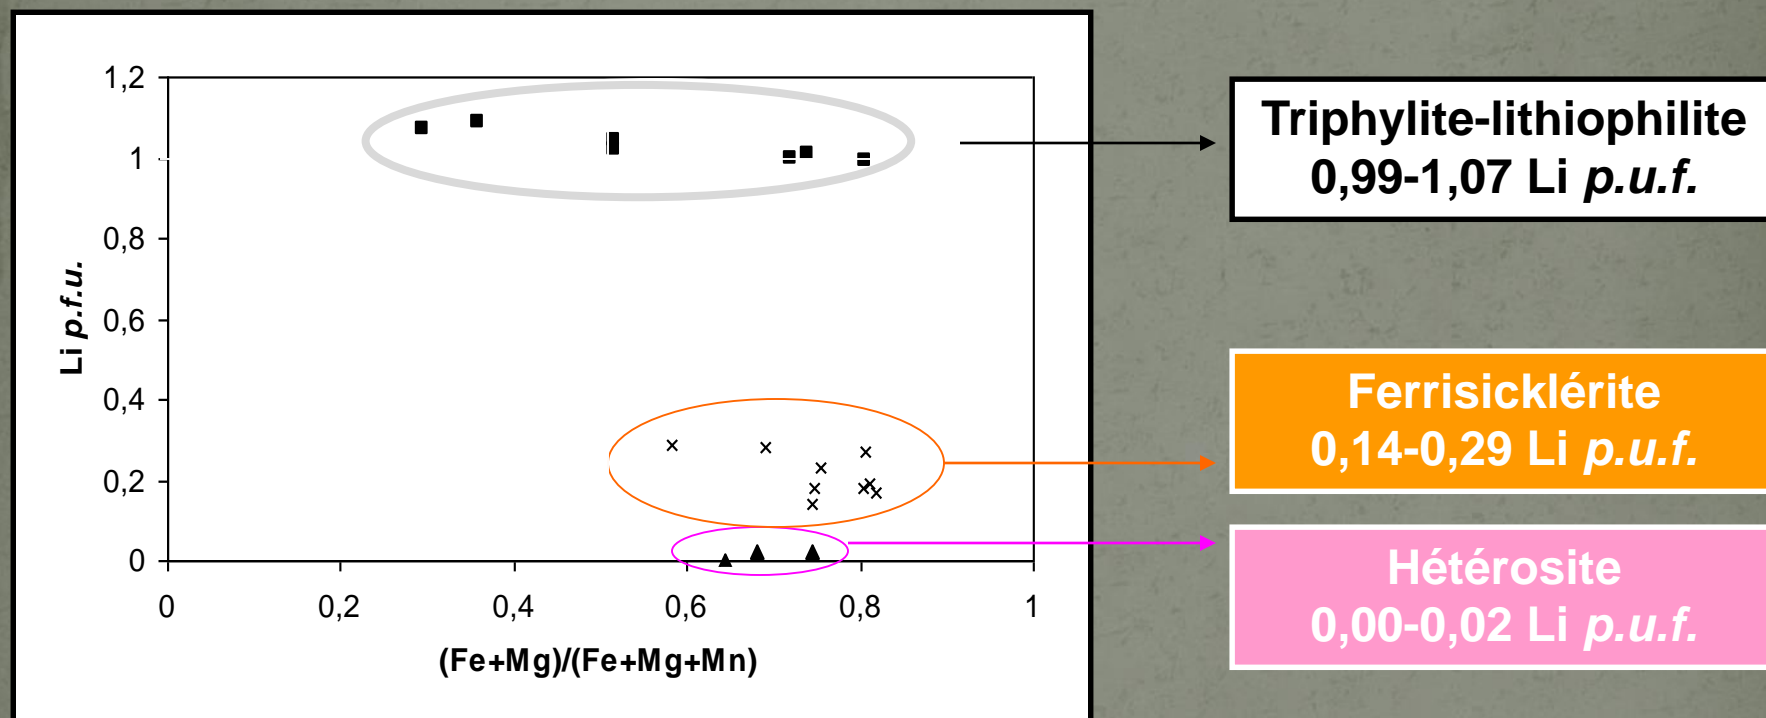 1,2
1
0,8
0,6
0,4
0,2
0
Li p.f.u.
0 0,2 0,4 0,6 0,8 1
(Fe+Mg)/(Fe+Mg+Mn)
Triphylite-lithiophilite
0,99-1,07 Li p.u.f.
Ferrisicklérite
0,14-0,29 Li p.u.f.
Hétérosite
0,00-0,02 Li p.u.f.